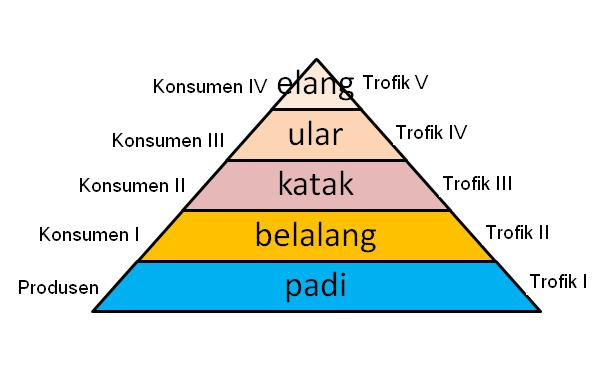 Konsumen IV elang Trofik V
Konsumen III ular Trofik IV
Konsumen II katak Trofik III
Konsumen I belalang Trofik II
Produsen padi Trofik I